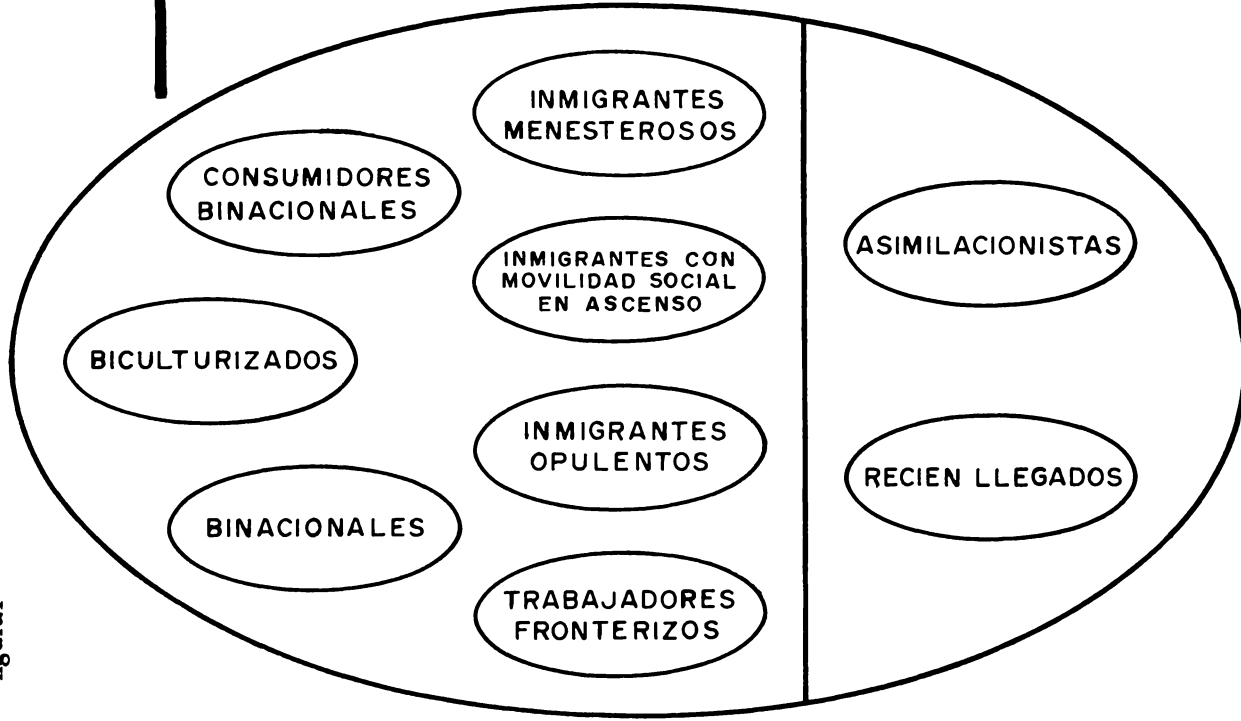 INMIGRANTES
MENESTEROSOS
CONSUMIDORES
BINACIONALES
INMIGRANTES CON
MOVILIDAD SOCIAL
EN ASCENSO
ASIMILACIONISTAS
BICULTURIZADOS
INMIGRANTES
OPULENTOS
RECIEN LLEGADOS
BINACIONALES
TRABAJADORES
FRONTERIZOS